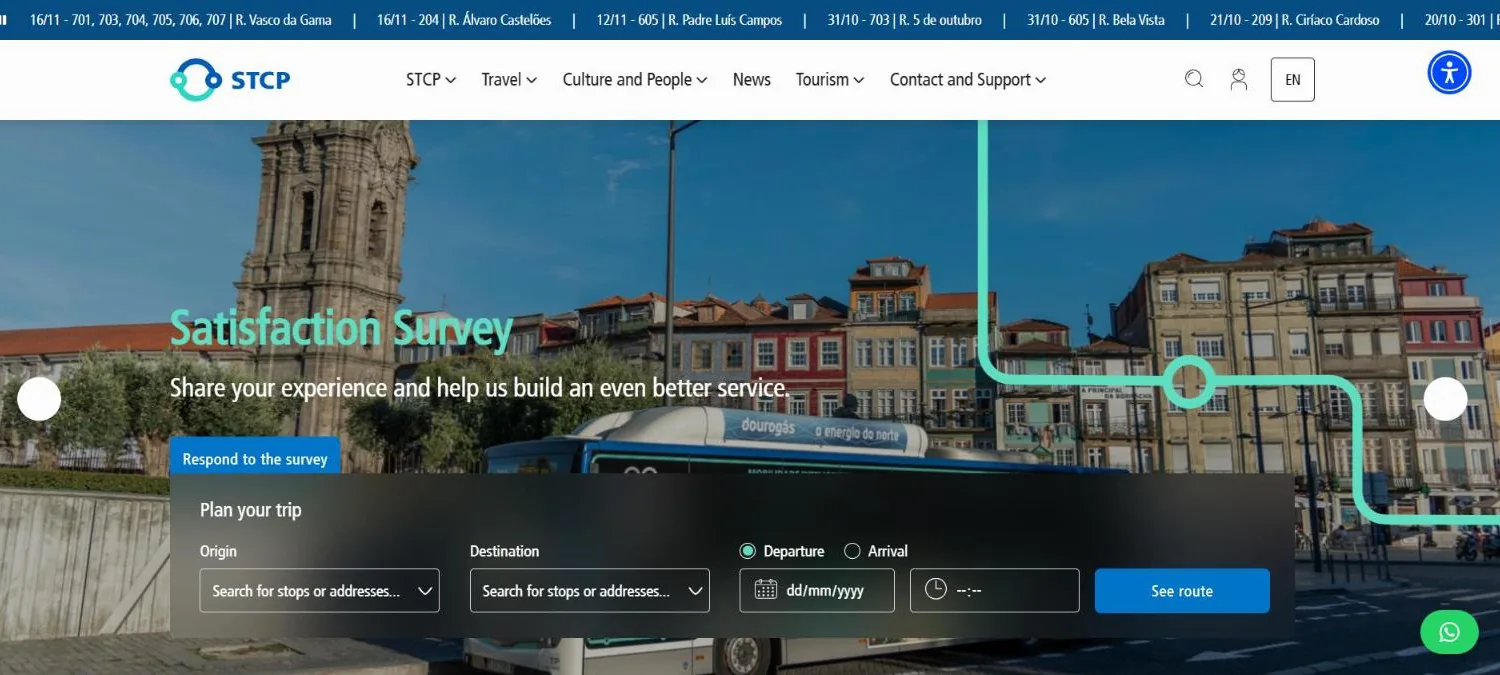 16/11 - 701, 703, 704, 705, 706, 707 | R. Vasco da Gama | 16/11 - 204 | R. Álvaro Castelões | 12/11 - 605 | R. Padre Luís Campos | 31/10 - 703 | R. 5 de outubro | 31/10 - 605 | R. Bela Vista | 21/10 - 209 | R. Ciríaco Cardoso | 20/10 - 301 |
STCP STCP Travel Culture and People News Tourism Contact and Support EN
Satisfaction Survey
Share your experience and help us build an even better service.
dourogás o energia do norte
Respond to the survey
Plan your trip
Origin Destination Departure Arrival
Search for stops or addresses... Search for stops or addresses... dd/mm/yyyy --:-- See route